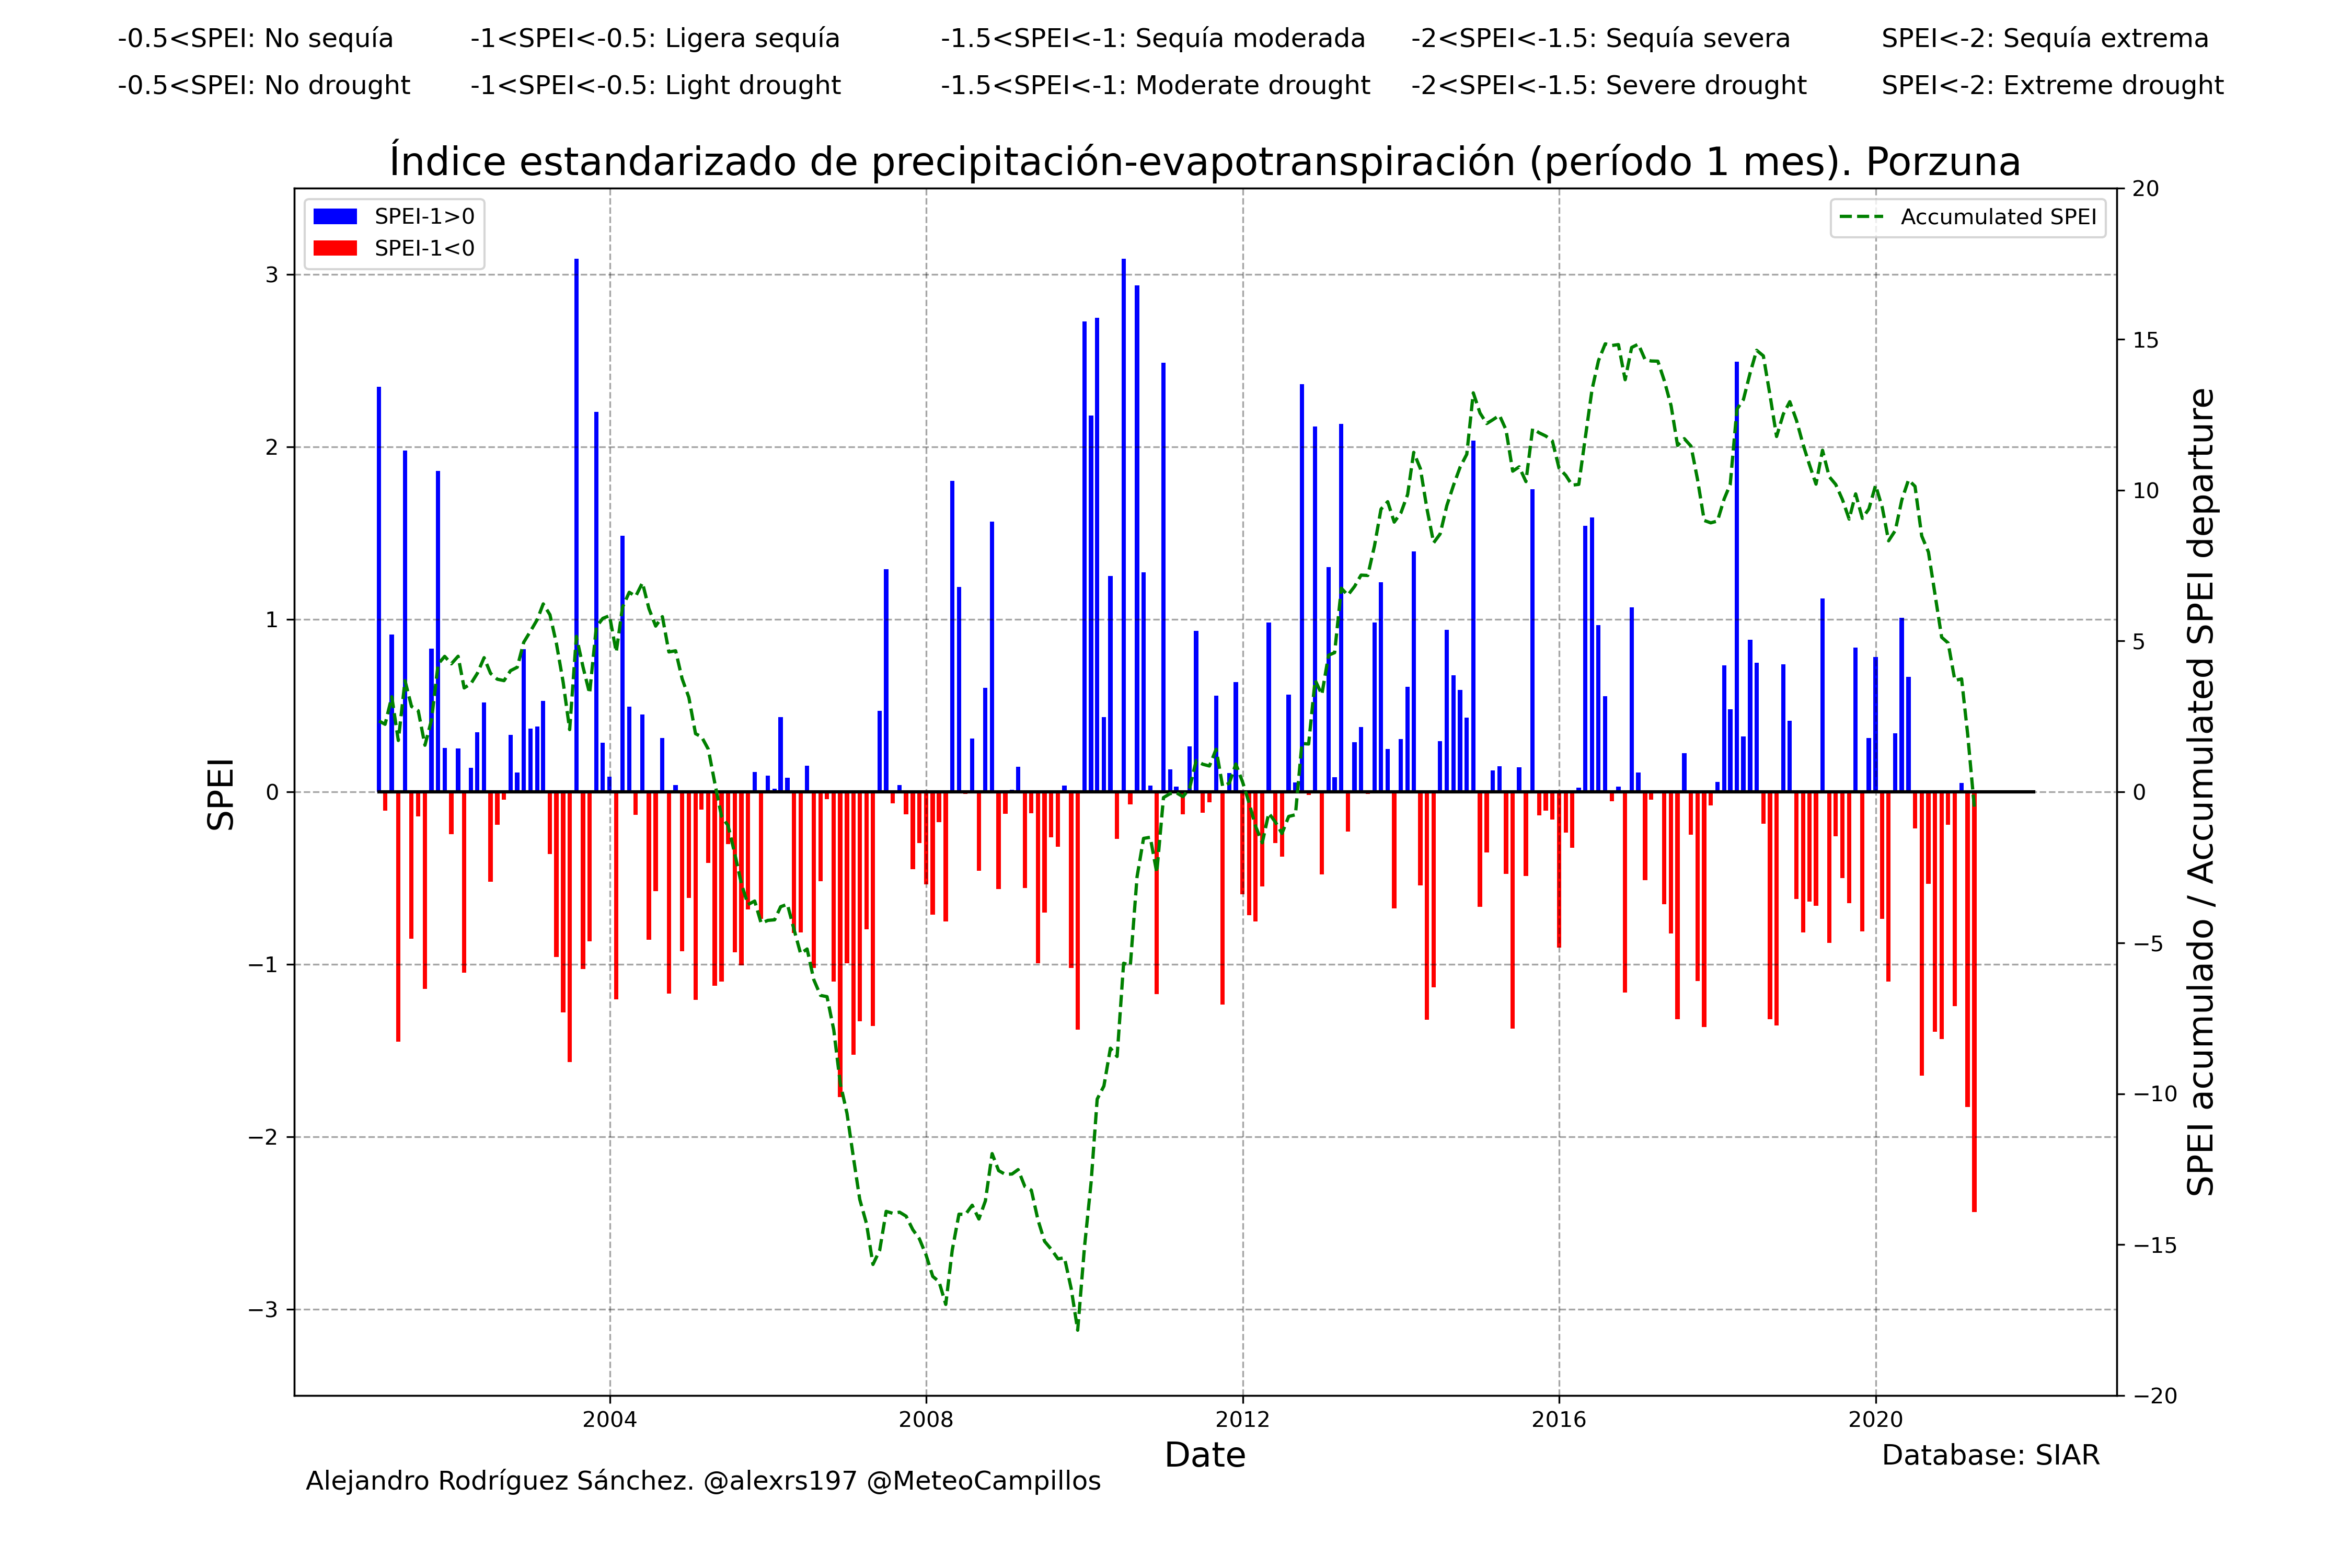 -0.5<SPEI: No sequía -1<SPEI<-0.5: Ligera sequía -1.5<SPEI<-1: Sequía moderada -2<SPEI<-1.5: Sequía severa SPEI<-2: Sequía extrema
-0.5<SPEI: No drought -1<SPEI<-0.5: Light drought -1.5<SPEI<-1: Moderate drought -2<SPEI<-1.5: Severe drought SPEI<-2: Extreme drought
Índice estandarizado de precipitación-evapotranspiración (período 1 mes). Porzuna
SPEI-1>0
SPEI-1<0
Accumulated SPEI
SPEI
3
2
1
0
−1
−2
−3
20
15
10
5
0
−5
−10
−15
−20
SPEI acumulado / Accumulated SPEI departure
2004 2008 2012 2016 2020
Date
Database: SIAR
Alejandro Rodríguez Sánchez. @alexrs197 @MeteoCampillos